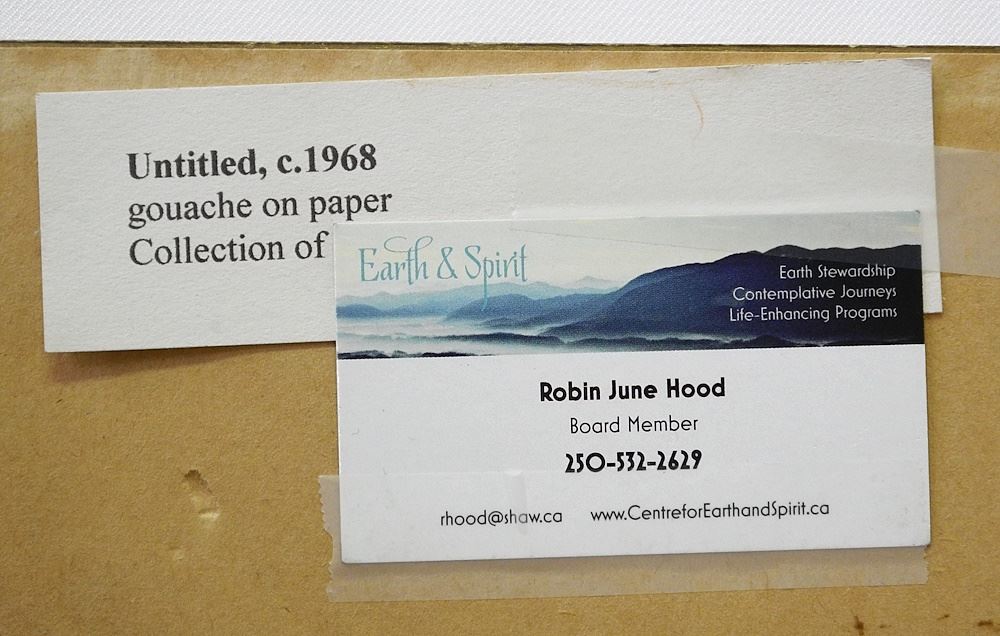 Untitled, c.1968
gouache on paper
Collection of
Earth & Spirit
Earth Stewardship
Contemplative Journeys
Life-Enhancing Programs
Robin June Hood
Board Member
250-532-2629
rhood@shaw.ca www.CentreforEarthandSpirit.ca